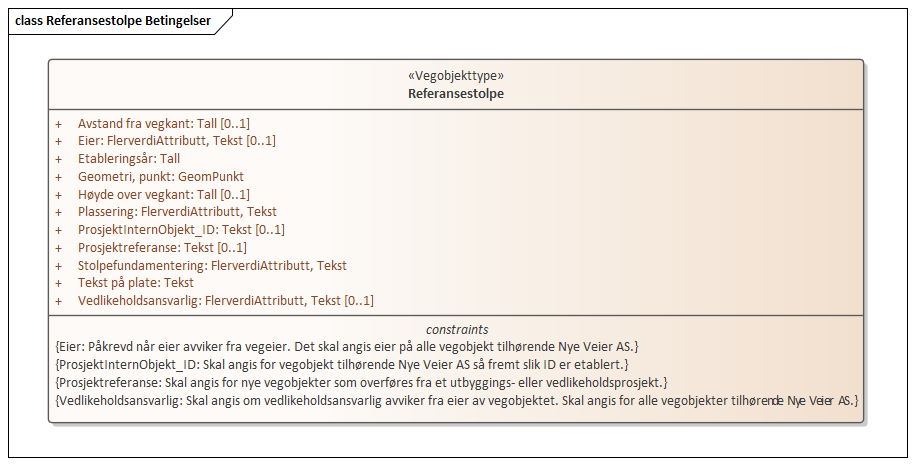 class Referansestolpe Betingelser
«Vegobjekttype»
Referansestolpe
+ Avstand fra vegkant: Tall [0..1]
+ Eier: FlerverdiAttributt, Tekst [0..1]
+ Etableringsår: Tall
+ Geometri, punkt: GeomPunkt
+ Høyde over vegkant: Tall [0..1]
+ Plassering: FlerverdiAttributt, Tekst
+ ProsjektInternObjekt_ID: Tekst [0..1]
+ Prosjektreferanse: Tekst [0..1]
+ Stolpefundamentering: FlerverdiAttributt, Tekst
+ Tekst på plate: Tekst
+ Vedlikeholdsansvarlig: FlerverdiAttributt, Tekst [0..1]
constraints
{Eier: Påkrevd når eier avviker fra vegeier. Det skal angis eier på alle vegobjekt tilhørende Nye Veier AS.}
{ProsjektInternObjekt_ID: Skal angis for vegobjekt tilhørende Nye Veier AS så fremt slik ID er etablert.}
{Prosjektreferanse: Skal angis for nye vegobjekter som overføres fra et utbyggings- eller vedlikeholdsprosjekt.}
{Vedlikeholdsansvarlig: Skal angis om vedlikeholdsansvarlig avviker fra eier av vegobjektet. Skal angis for alle vegobjekter tilhørende Nye Veier AS.}